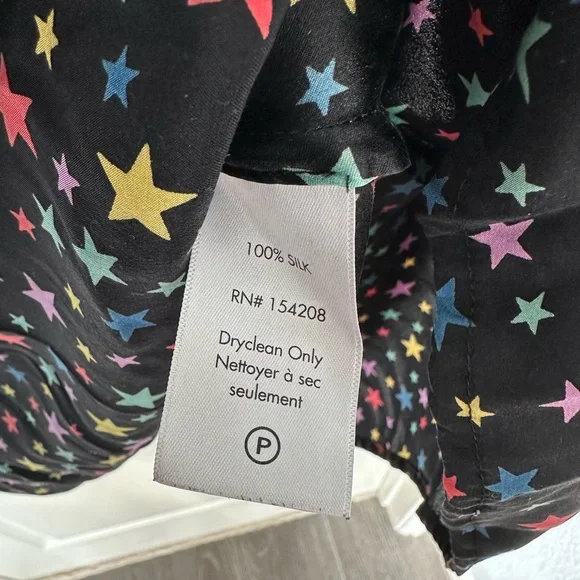 100% SILK
RN# 154208
Dryclean Only
Nettoyer à sec
seulement
P